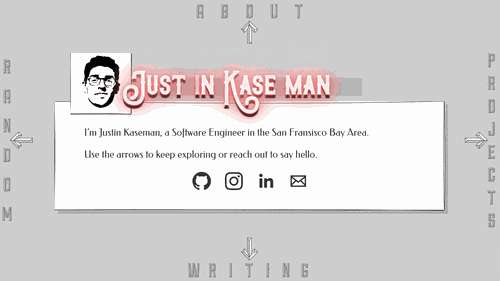 ABOUT
RANDOM
JUST IN KASE MAN
I'm Justin Kaseman, a Software Engineer in the San Fransisco Bay Area.
Use the arrows to keep exploring or reach out to say hello.
in
PROJECTS
WRITING